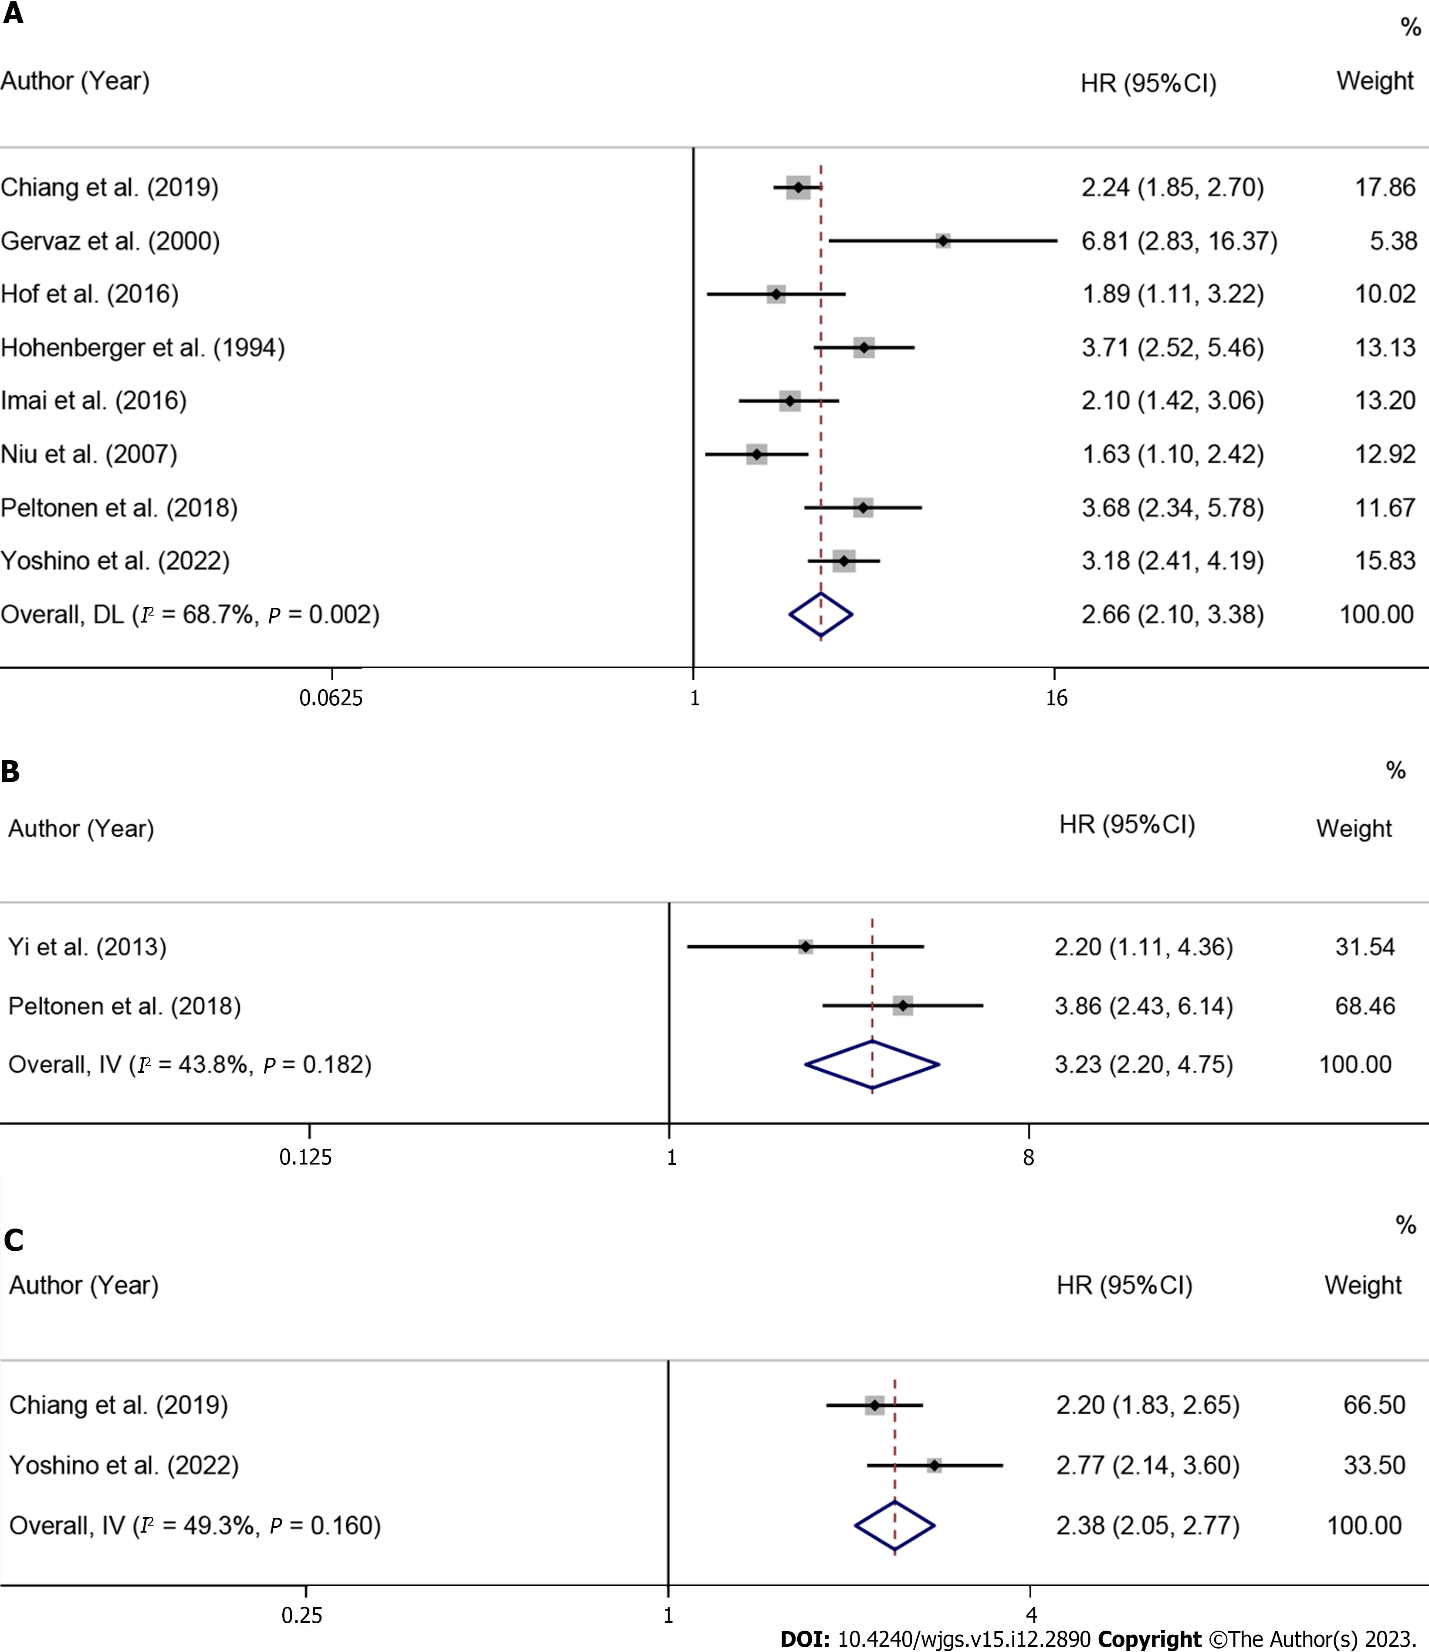 A
%
Author (Year) HR (95%CI) Weight
Chiang et al. (2019) 2.24 (1.85, 2.70) 17.86
Gervaz et al. (2000) 6.81 (2.83, 16.37) 5.38
Hof et al. (2016) 1.89 (1.11, 3.22) 10.02
Hohenberger et al. (1994) 3.71 (2.52, 5.46) 13.13
Imai et al. (2016) 2.10 (1.42, 3.06) 13.20
Niu et al. (2007) 1.63 (1.10, 2.42) 12.92
Peltonen et al. (2018) 3.68 (2.34, 5.78) 11.67
Yoshino et al. (2022) 3.18 (2.41, 4.19) 15.83
Overall, DL (I² = 68.7%, P = 0.002) 2.66 (2.10, 3.38) 100.00
0.0625 1 16
B
%
Author (Year) HR (95%CI) Weight
Yi et al. (2013) 2.20 (1.11, 4.36) 31.54
Peltonen et al. (2018) 3.86 (2.43, 6.14) 68.46
Overall, IV (I² = 43.8%, P = 0.182) 3.23 (2.20, 4.75) 100.00
0.125 1 8
%
C
Author (Year) HR (95%CI) Weight
Chiang et al. (2019) 2.20 (1.83, 2.65) 66.50
Yoshino et al. (2022) 2.77 (2.14, 3.60) 33.50
Overall, IV (I² = 49.3%, P = 0.160) 2.38 (2.05, 2.77) 100.00
0.25 1 4
DOI: 10.4240/wjgs.v15.i12.2890 Copyright ©The Author(s) 2023.